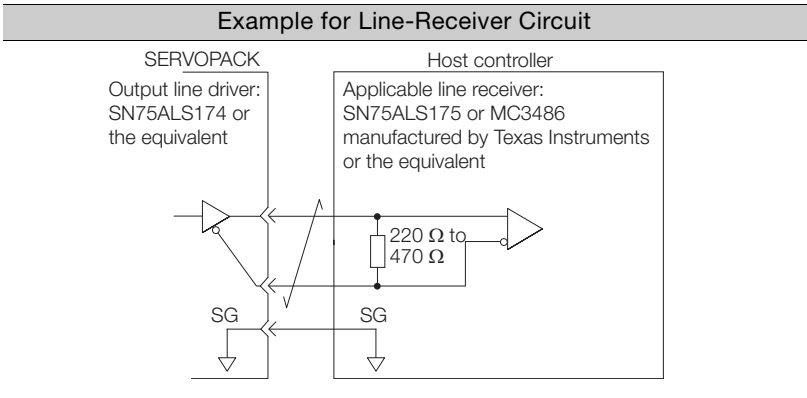 Example for Line-Receiver Circuit
SERVOPACK
Host controller
Output line driver:
SN75ALS174 or
the equivalent
Applicable line receiver:
SN75ALS175 or MC3486
manufactured by Texas Instruments
or the equivalent
220 Ω to
470 Ω
SG
SG